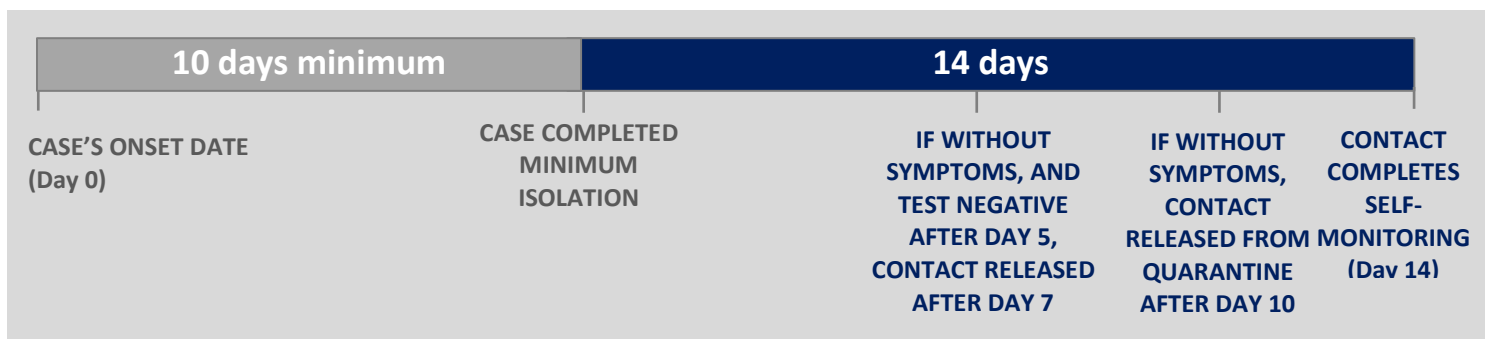 10 days minimum
14 days
CASE’S ONSET DATE
(Day 0)
CASE COMPLETED
MINIMUM
ISOLATION
IF WITHOUT
SYMPTOMS, AND
TEST NEGATIVE
AFTER DAY 5,
CONTACT RELEASED
AFTER DAY 7
IF WITHOUT
SYMPTOMS,
CONTACT
RELEASED FROM
QUARANTINE
AFTER DAY 10
CONTACT
COMPLETES
SELF-
MONITORING
(Day 14)